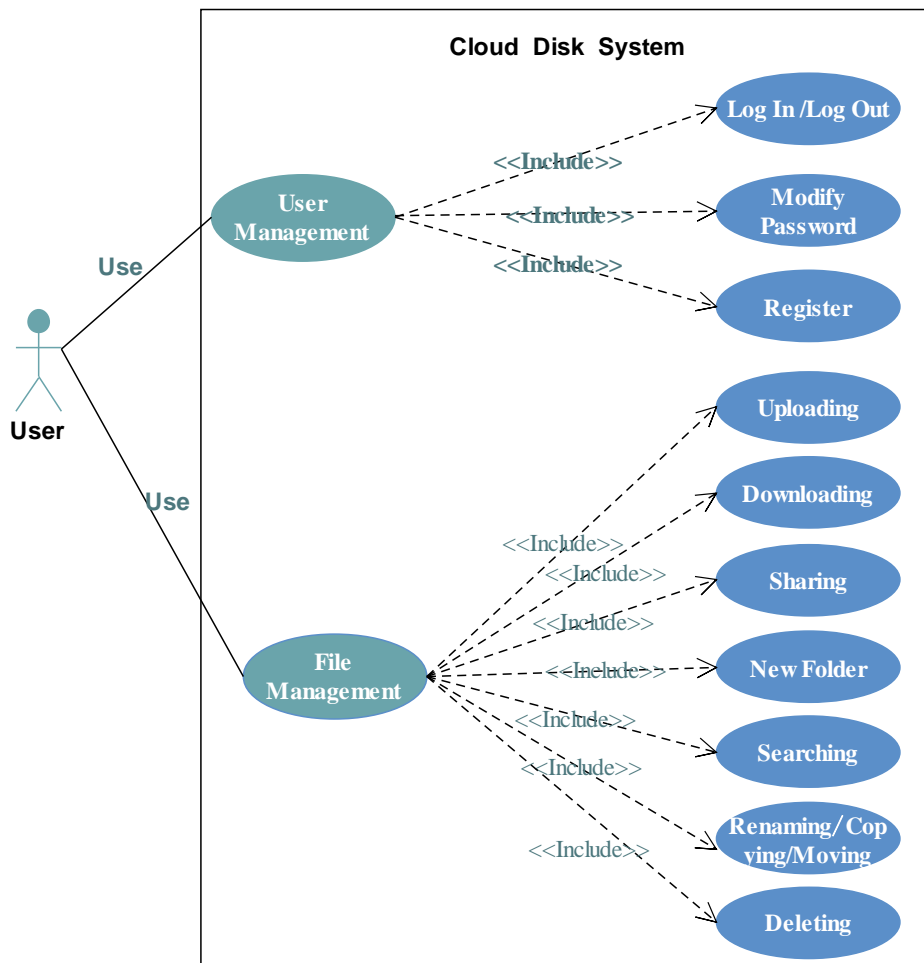 Cloud Disk System
Log In /Log Out
<<Include>>
User
Management
Modify
Password
<<Include>>
Use
<<Include>>
Register
User
Uploading
Downloading
Use
<<Include>>
<<Include>>
Sharing
<<Include>>
File
Management
<<Include>>
New Folder
<<Include>>
Searching
<<Include>>
Renaming/Cop
ying/Moving
<<Include>>
Deleting